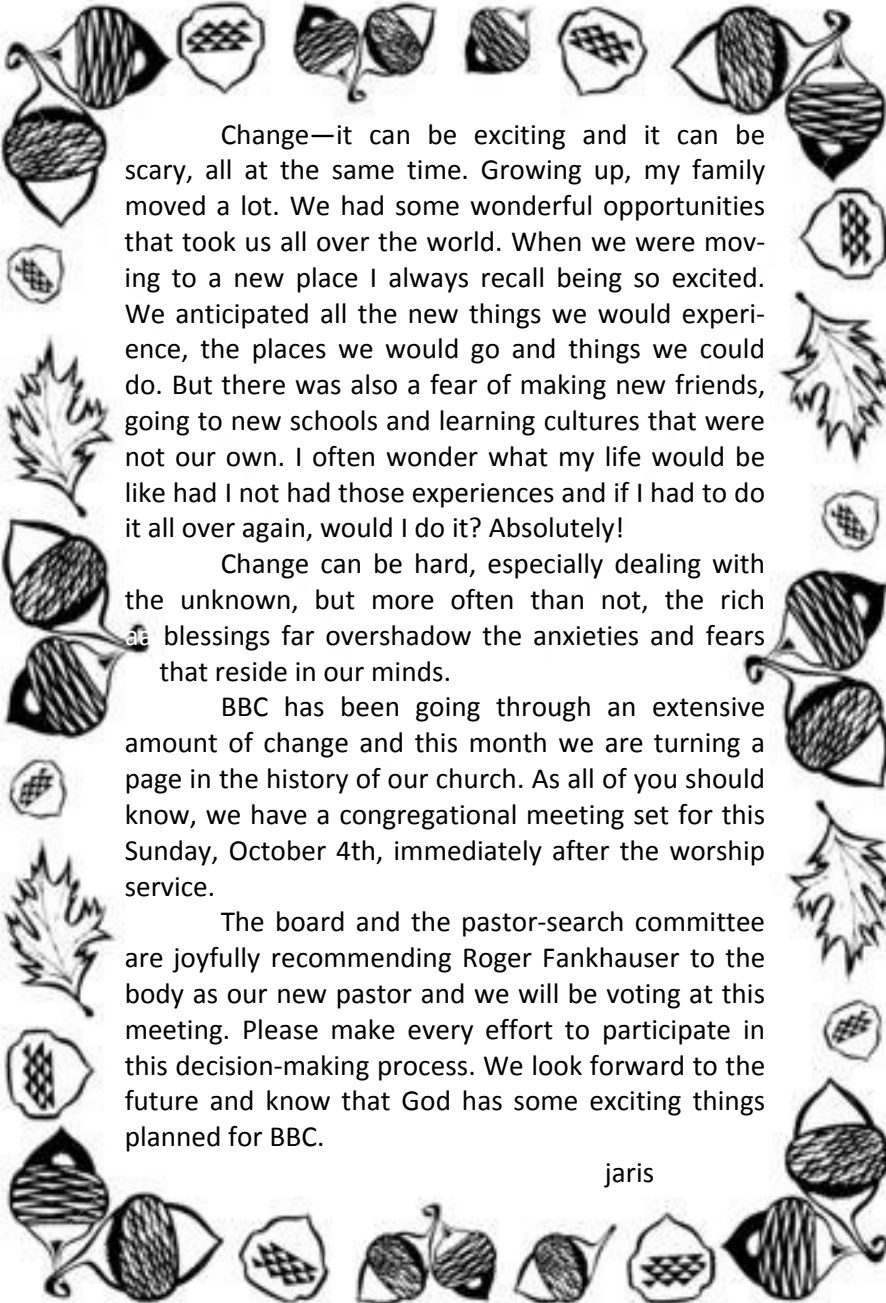 Change—it can be exciting and it can be
scary, all at the same time. Growing up, my family
moved a lot. We had some wonderful opportunities
that took us all over the world. When we were mov-
ing to a new place I always recall being so excited.
We anticipated all the new things we would experi-
ence, the places we would go and things we could
do. But there was also a fear of making new friends,
going to new schools and learning cultures that were
not our own. I often wonder what my life would be
like had I not had those experiences and if I had to do
it all over again, would I do it? Absolutely!
Change can be hard, especially dealing with
the unknown, but more often than not, the rich
aa blessings far overshadow the anxieties and fears
that reside in our minds.
BBC has been going through an extensive
amount of change and this month we are turning a
page in the history of our church. As all of you should
know, we have a congregational meeting set for this
Sunday, October 4th, immediately after the worship
service.
The board and the pastor-search committee
are joyfully recommending Roger Fankhauser to the
body as our new pastor and we will be voting at this
meeting. Please make every effort to participate in
this decision-making process. We look forward to the
future and know that God has some exciting things
planned for BBC.
jaris